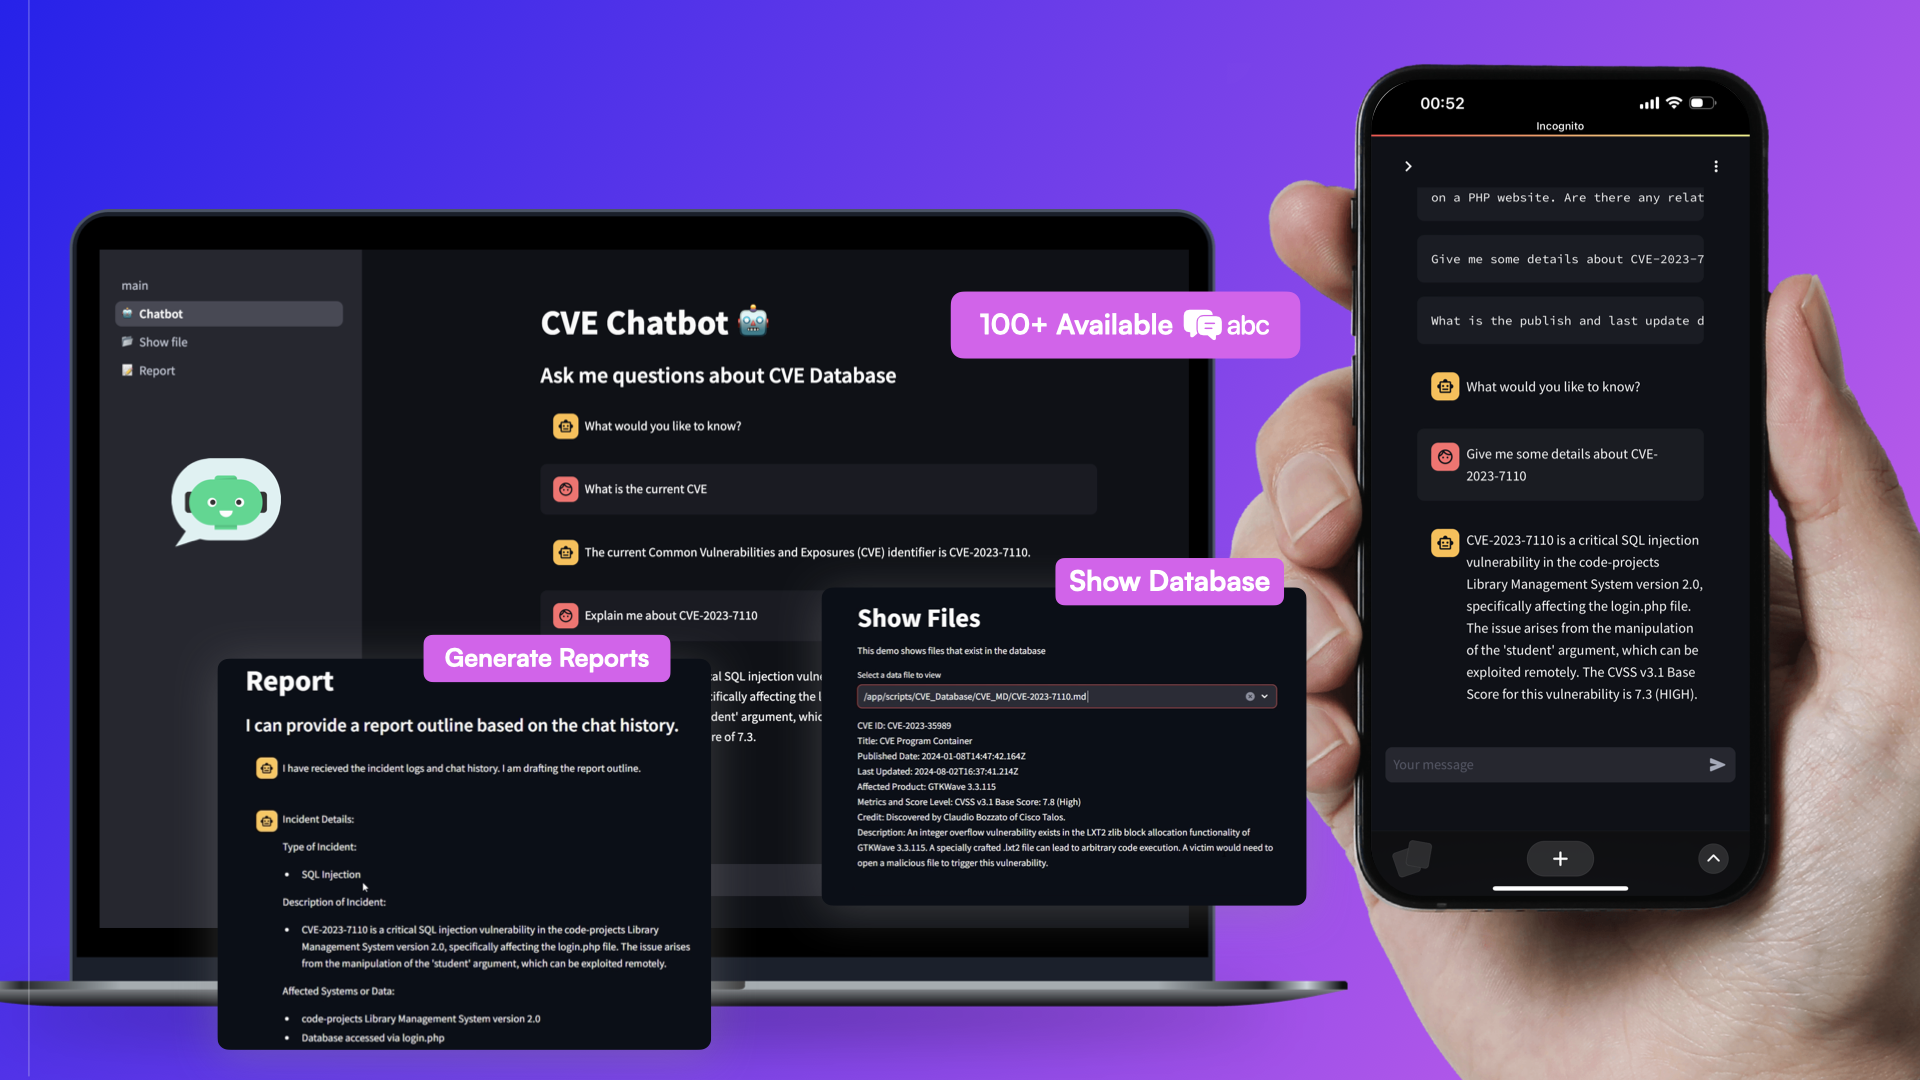 main
Chatbot
Show file
Report
CVE Chatbot
Ask me questions about CVE Database
What would you like to know?
What is the current CVE
The current Common Vulnerabilities and Exposures (CVE) identifier is CVE-2023-7110.
Explain me about CVE-2023-7110
al SQL injection vulne
cifically affecting the l
dent' argument, whic
re of 7.3.
100+ Available abc
Generate Reports
Report
I can provide a report outline based on the chat history.
I have recieved the incident logs and chat history. I am drafting the report outline.
Incident Details:
Type of Incident:
• SQL Injection
Description of Incident:
• CVE-2023-7110 is a critical SQL injection vulnerability in the code-projects Library
Management System version 2.0, specifically affecting the login.php file. The issue arises
from the manipulation of the 'student' argument, which can be exploited remotely.
Affected Systems or Data:
• code-projects Library Management System version 2.0
• Database accessed via login.php
Show Database
Show Files
This demo shows files that exist in the database
Select a data file to view
/app/scripts/CVE_Database/CVE_MD/CVE-2023-7110.md
CVE ID: CVE-2023-35989
Title: CVE Program Container
Published Date: 2024-01-08T14:47:42.164Z
Last Updated: 2024-08-02T16:37:41.214Z
Affected Product: GTKWave 3.3.115
Metrics and Score Level: CVSS v3.1 Base Score: 7.8 (High)
Credit: Discovered by Claudio Bozzato of Cisco Talos.
Description: An integer overflow vulnerability exists in the LXT2 zlib block allocation functionality of
GTKWave 3.3.115. A specially crafted .lxt2 file can lead to arbitrary code execution. A victim would need to
open a malicious file to trigger this vulnerability.
00:52
Incognito
on a PHP website. Are there any relat
Give me some details about CVE-2023-7
What is the publish and last update d
What would you like to know?
Give me some details about CVE-
2023-7110
CVE-2023-7110 is a critical SQL injection
vulnerability in the code-projects
Library Management System version 2.0,
specifically affecting the login.php file.
The issue arises from the manipulation
of the 'student' argument, which can be
exploited remotely. The CVSS v3.1 Base
Score for this vulnerability is 7.3 (HIGH).
Your message